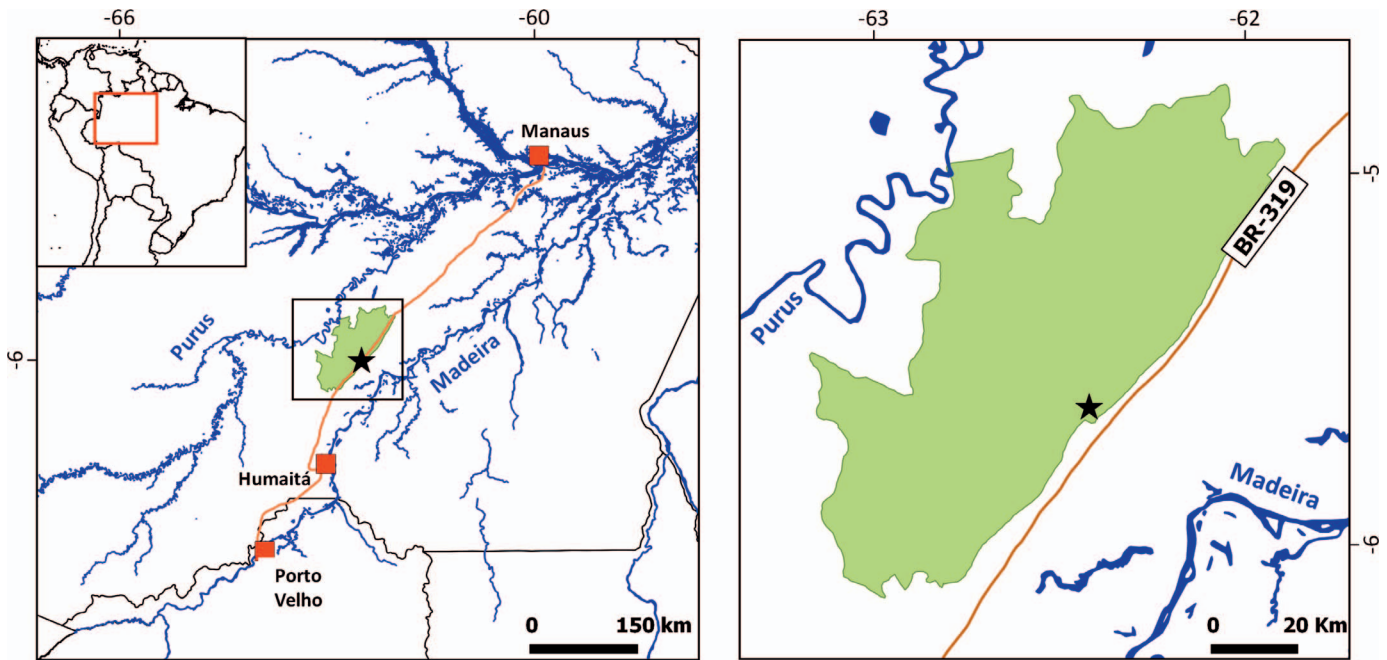 -66
-60
-63
-62
Manaus
-5
BR-319
Purus
Purus
Madeira
-6
Humaitá
Madeira
-6
Porto
Velho
0 150 km
0 20 Km